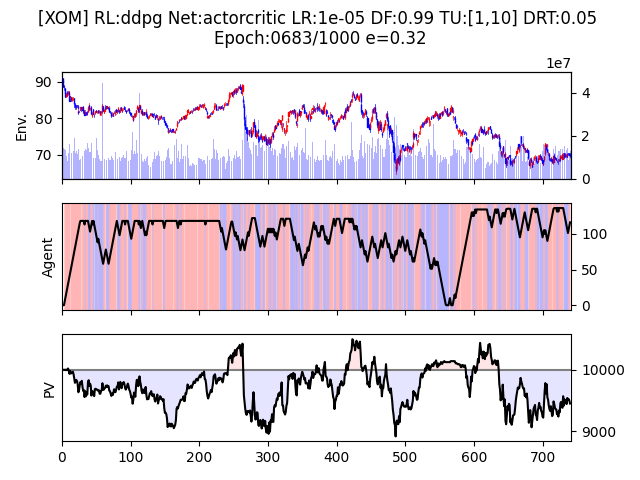 [XOM] RL:ddpg Net:actorcritic LR:1e-05 DF:0.99 TU:[1,10] DRT:0.05
Epoch:0683/1000 e=0.32
1e7
90
80
70
Env.
4
2
0
Agent
100
50
0
PV
10000
9000
0 100 200 300 400 500 600 700